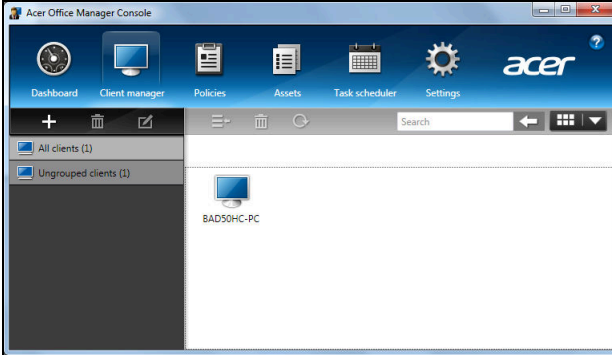 Acer Office Manager Console
?
acer
Dashboard Client manager Policies Assets Task scheduler Settings
Search
All clients (1)
Ungrouped clients (1)
BAD50HC-PC